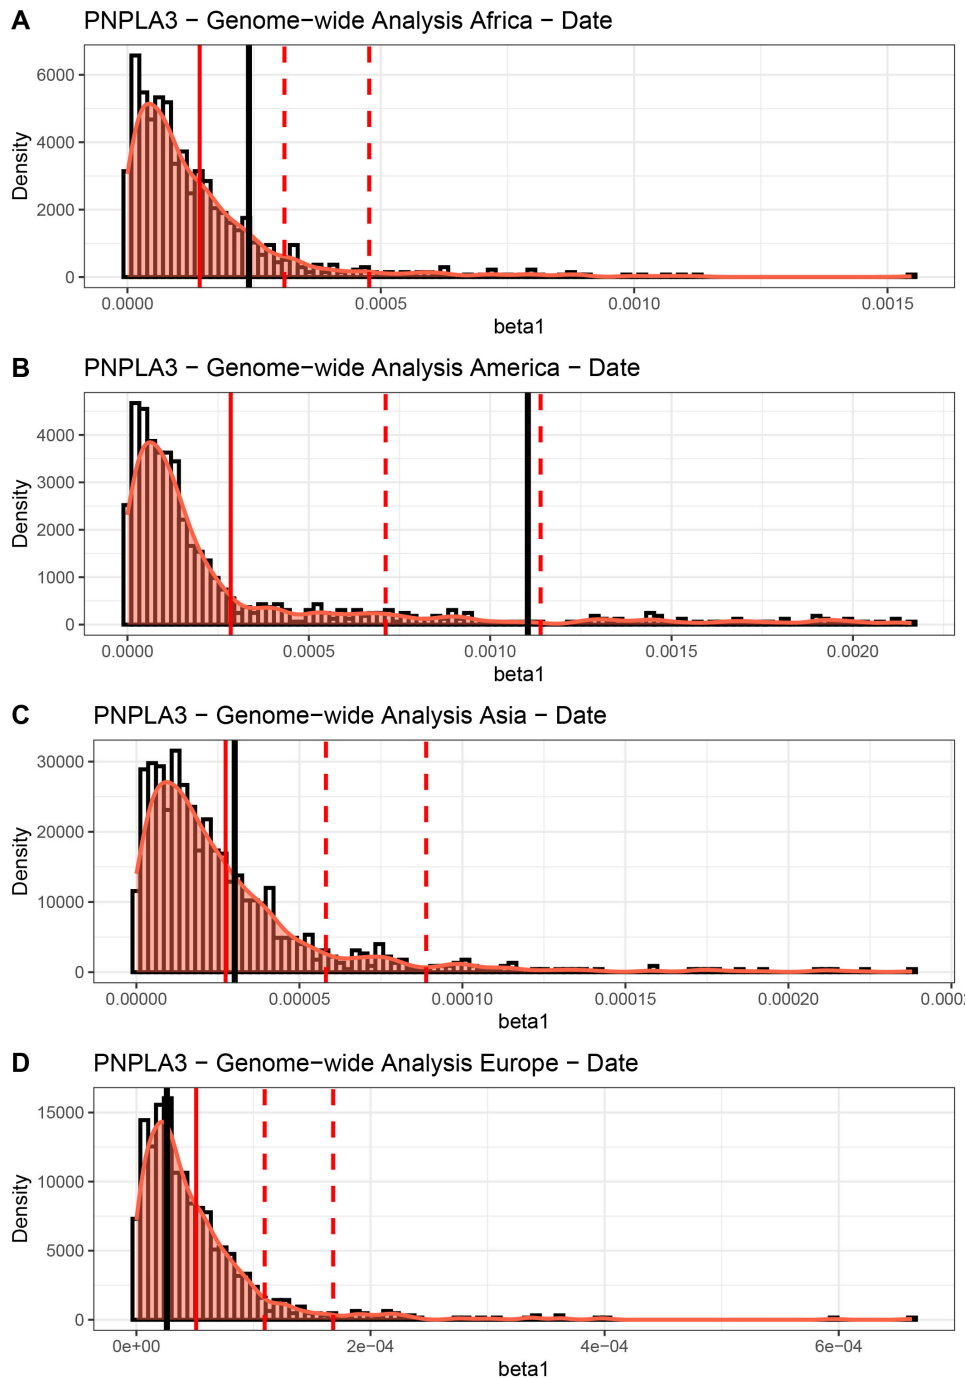 A PNPLA3 − Genome−wide Analysis Africa − Date
6000
4000
2000
0
Density
0.0000 0.0005 0.0010 0.0015
beta1
B PNPLA3 − Genome−wide Analysis America − Date
4000
3000
2000
1000
0
Density
0.0000 0.0005 0.0010 0.0015 0.0020
beta1
C PNPLA3 − Genome−wide Analysis Asia − Date
30000
20000
10000
0
Density
0.00000 0.00005 0.00010 0.00015 0.00020
beta1
D PNPLA3 − Genome−wide Analysis Europe − Date
15000
10000
5000
0
Density
0e+00 2e−04 4e−04 6e−04
beta1